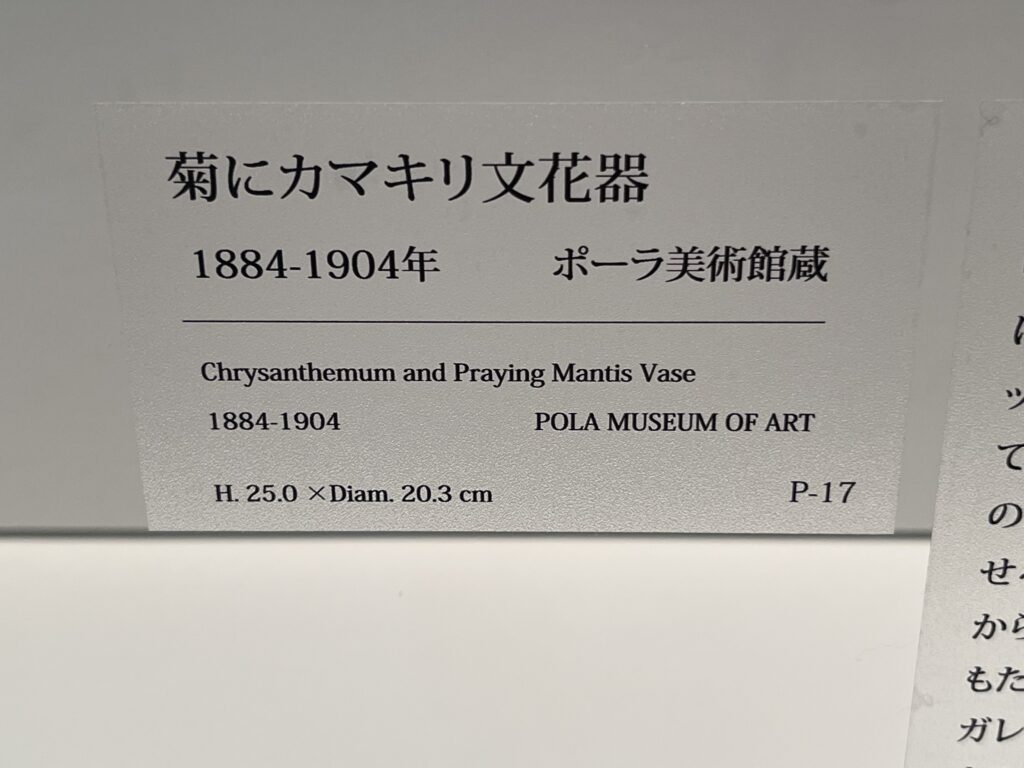 菊にカマキリ文花器
1884-1904年 ポーラ美術館蔵
Chrysanthemum and Praying Mantis Vase
1884-1904 POLA MUSEUM OF ART
H. 25.0 ×Diam. 20.3 cm P-17
て
の
せ
から
もた
ガレ